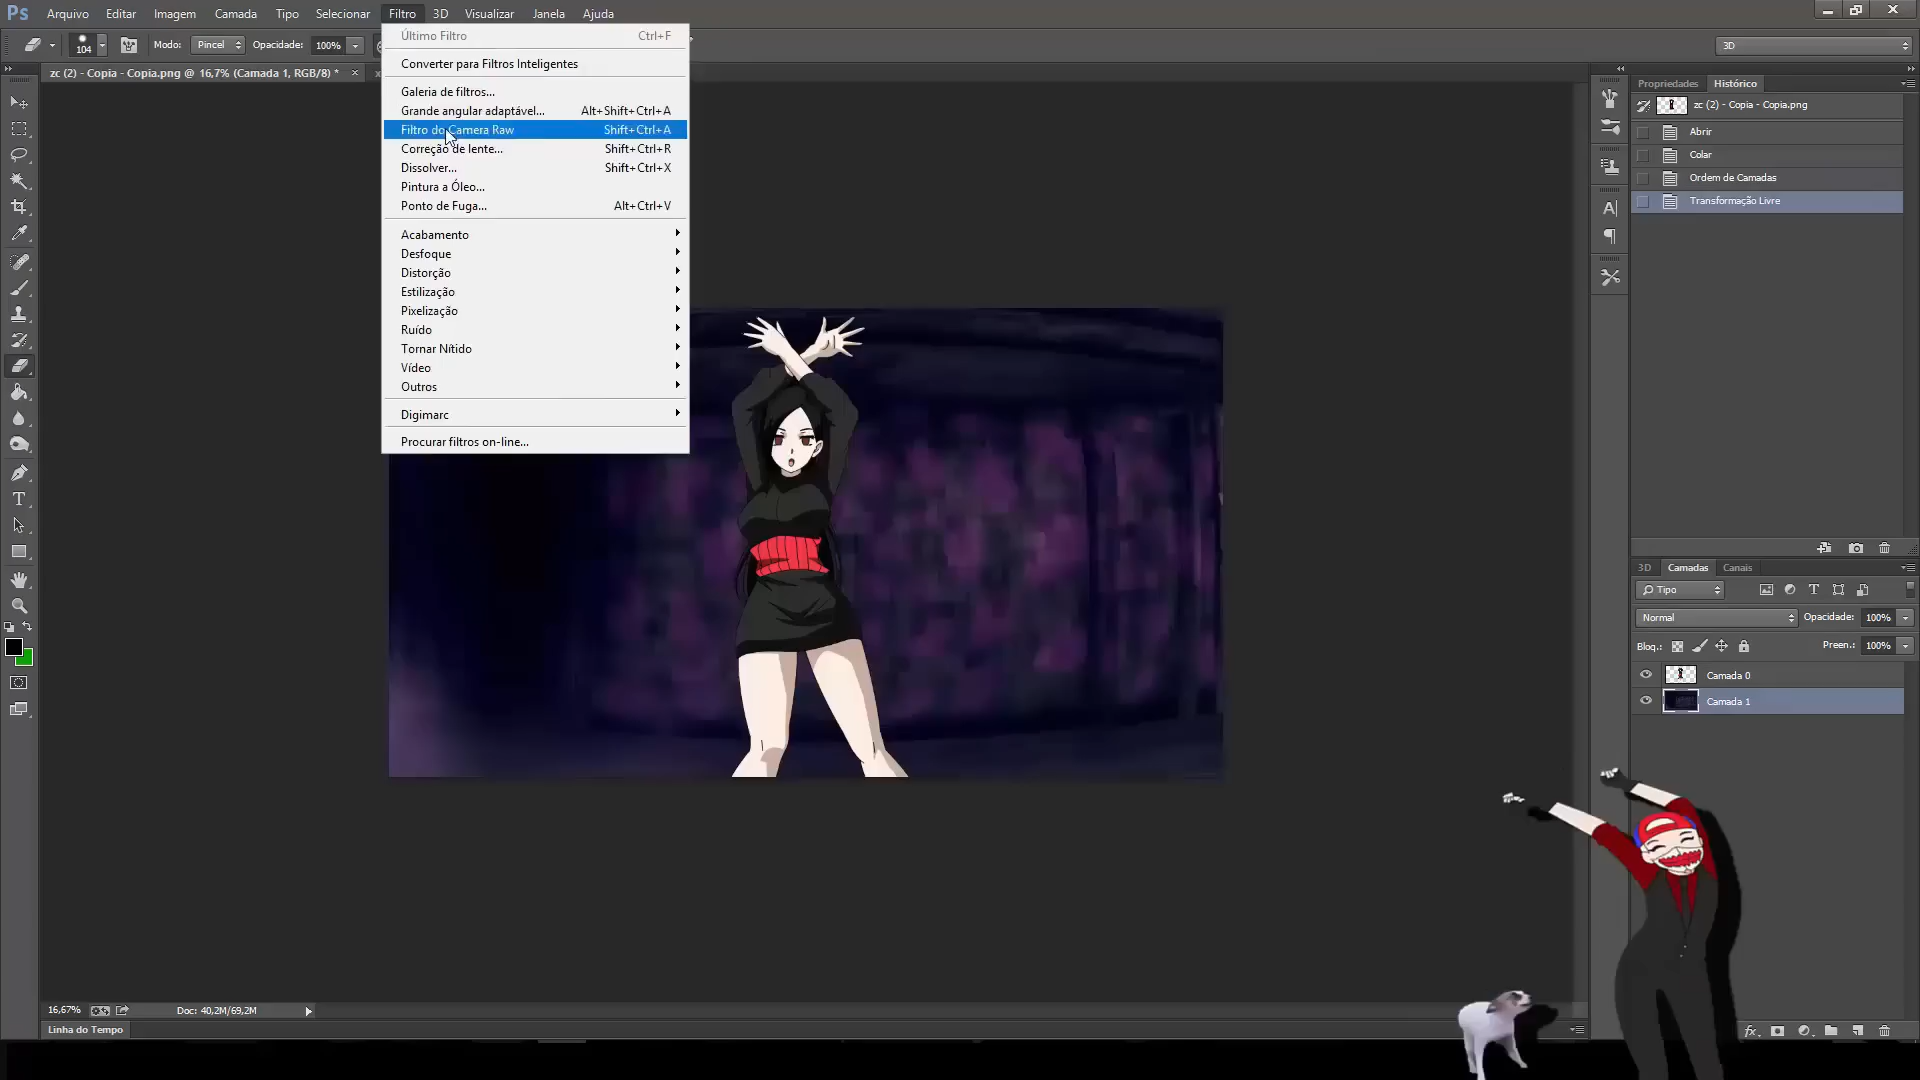 Ps Arquivo Editar Imagem Camada Tipo Selecionar Filtro 3D Visualizar Janela Ajuda
104 Modo: Pincel Opacidade: 100% 3D
zc (2) - Copia - Copia.png @ 16,7% (Camada 1, RGB/8) * ×
Último Filtro Ctrl+F
Converter para Filtros Inteligentes
Galeria de filtros...
Grande angular adaptável... Alt+Shift+Ctrl+A
Filtro do Camera Raw Shift+Ctrl+A
Correção de lente... Shift+Ctrl+R
Dissolver... Shift+Ctrl+X
Pintura a Óleo...
Ponto de Fuga... Alt+Ctrl+V
Acabamento
Desfoque
Distorção
Estilização
Pixelização
Ruído
Tornar Nítido
Vídeo
Outros
Digimarc
Procurar filtros on-line...
Propriedades Histórico
zc (2) - Copia - Copia.png
Abrir
Colar
Ordem de Camadas
Transformação Livre
3D Camadas Canais
Tipo
Normal Opacidade: 100%
Bloq.: Preen.: 100%
Camada 0
Camada 1
16,67% Doc: 40,2M/69,2M
Linha do Tempo
fx